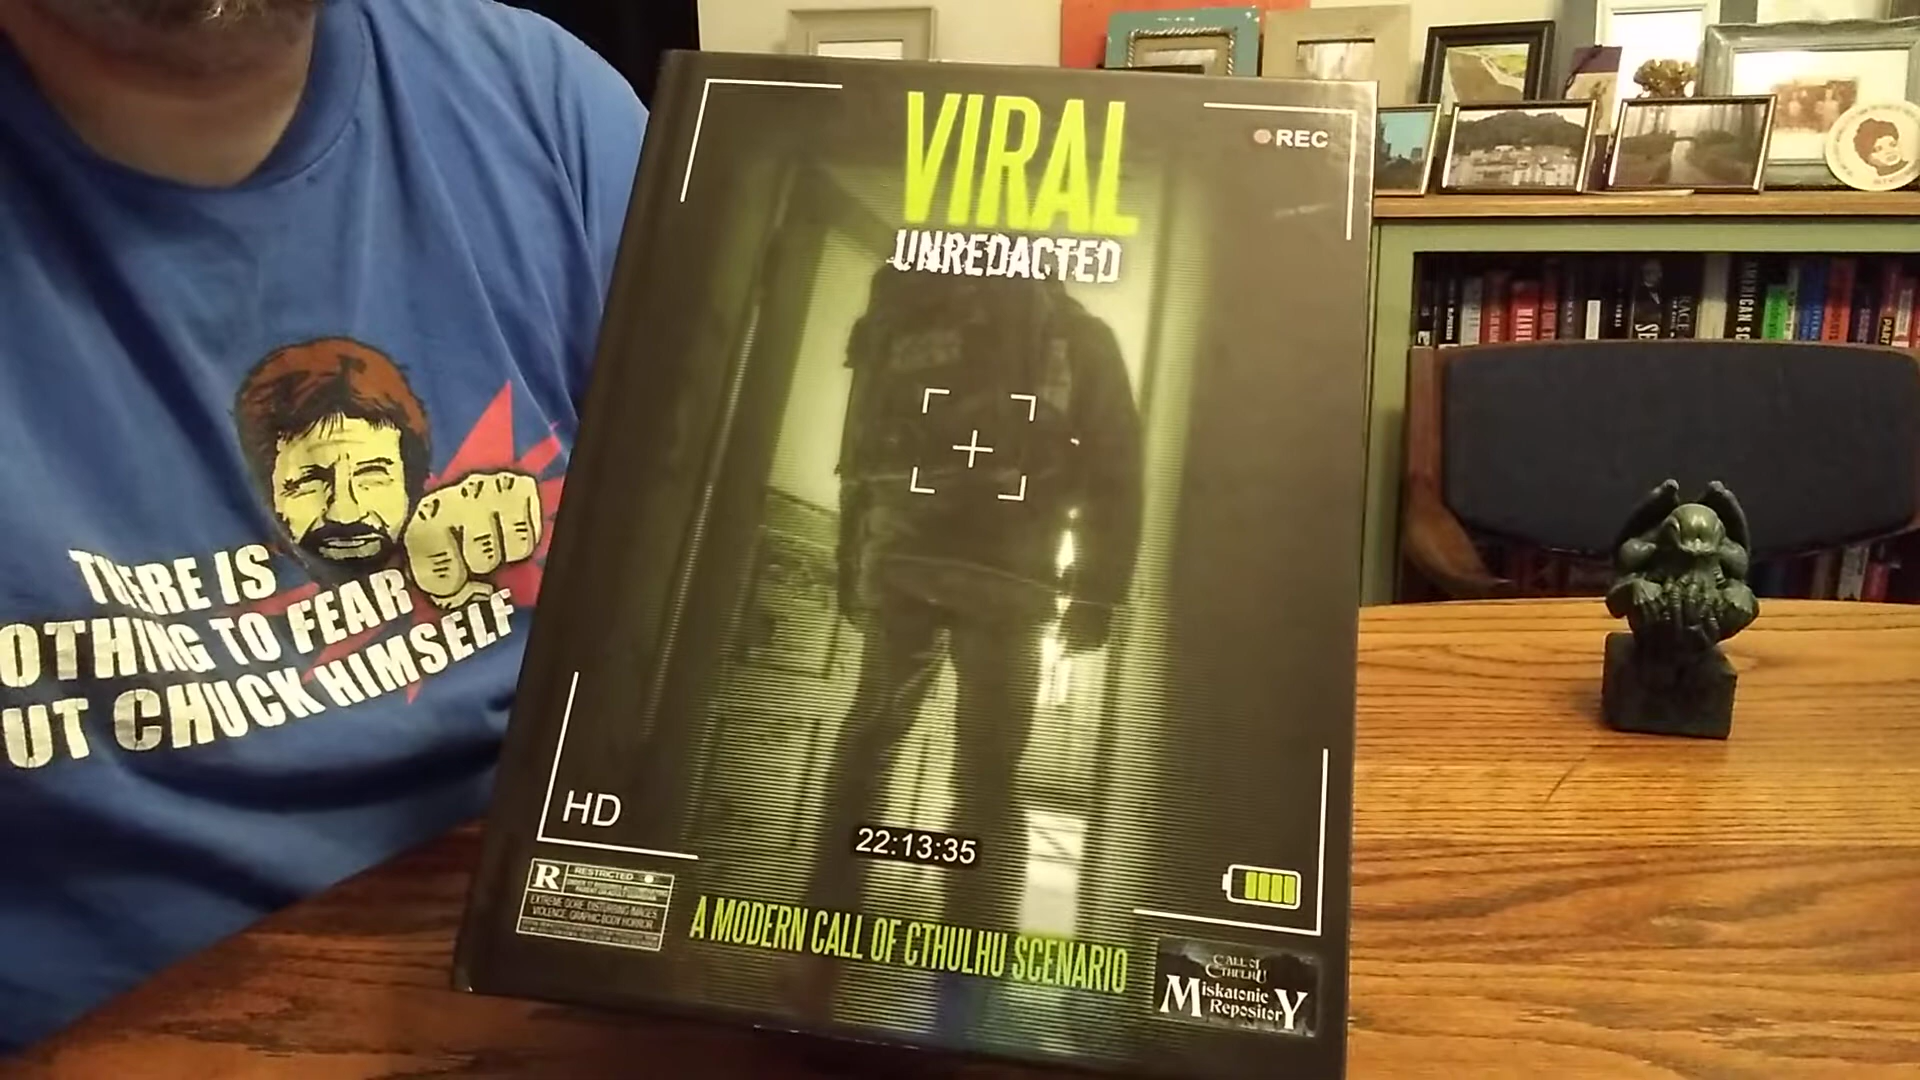 VIRAL
UNREDACTED
REC
HD
22:13:35
R
RESTRICTED
EXTREME GORE, DISTURBING IMAGES
VIOLENCE, GRAPHIC BODY HORROR
A MODERN CALL OF CTHULHU SCENARIO
CALL OF
CTHULHU
Miskatonic
RepositorY
THERE IS
OTHING TO FEAR
UT CHUCK HIMSELF